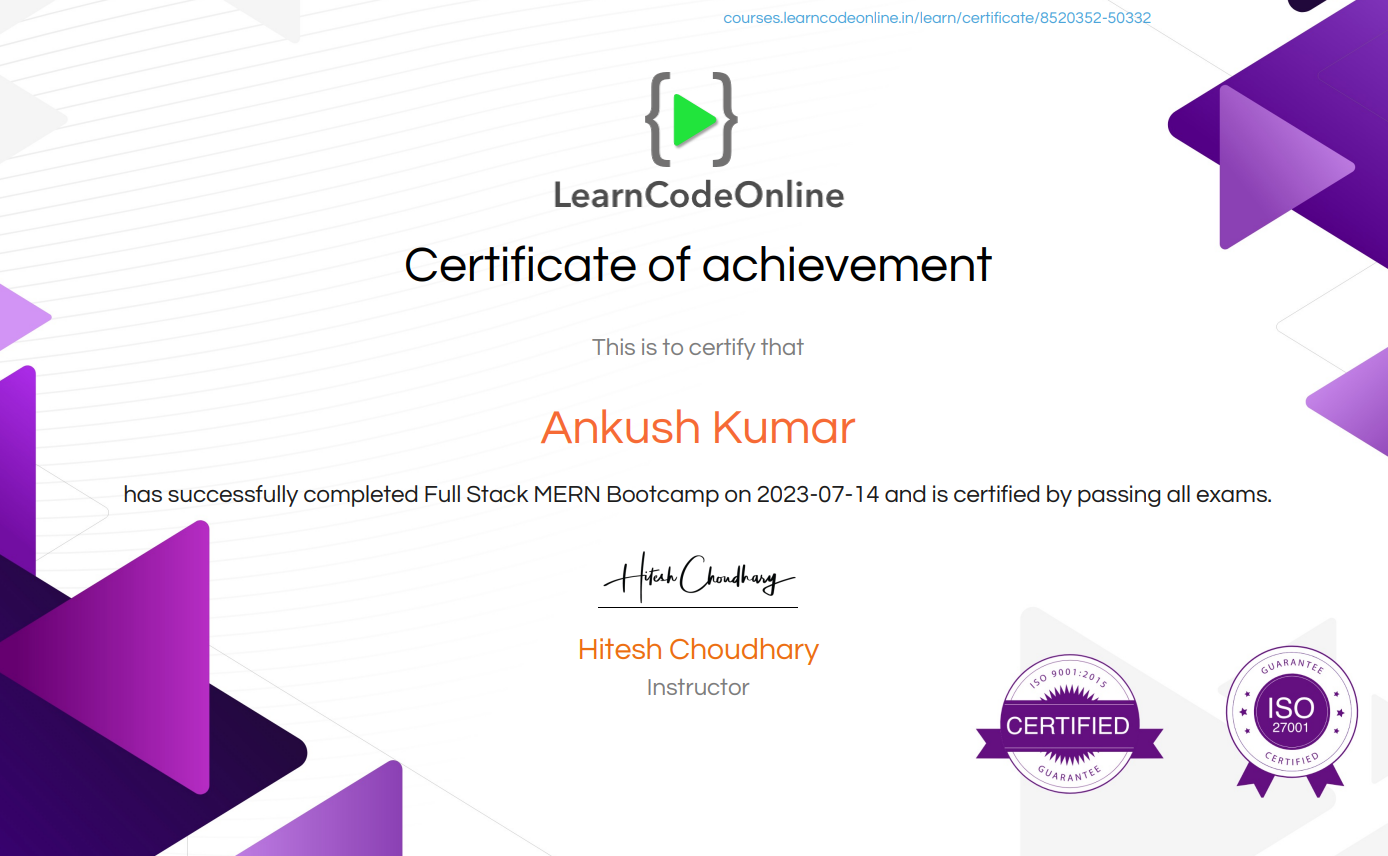 courses.learncodeonline.in/learn/certificate/8520352-50332
LearnCodeOnline
Certificate of achievement
This is to certify that
Ankush Kumar
has successfully completed Full Stack MERN Bootcamp on 2023-07-14 and is certified by passing all exams.
Hitesh Choudhary
Hitesh Choudhary
Instructor
ISO 9001:2015
CERTIFIED
GUARANTEE
GUARANTEE
ISO
27001
CERTIFIED